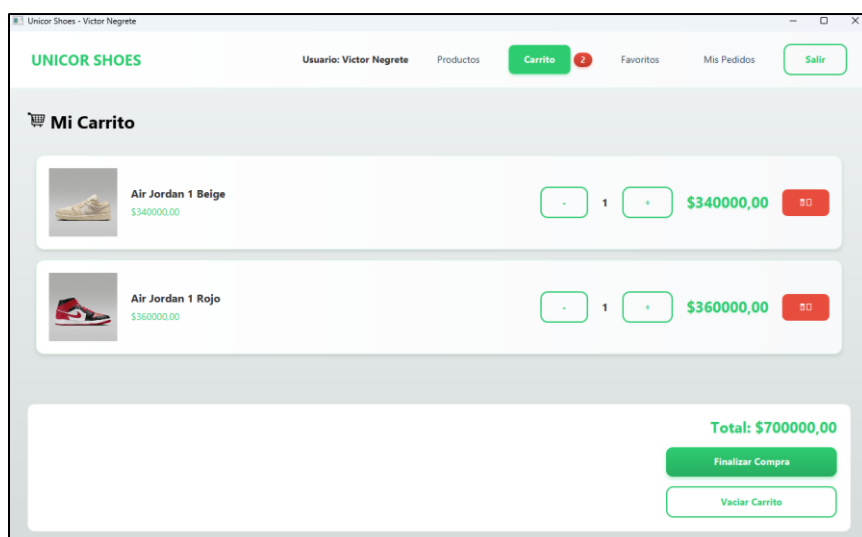 Unicor Shoes - Victor Negrete
UNICOR SHOES
Usuario: Victor Negrete Productos Carrito 2 Favoritos Mis Pedidos Salir
Mi Carrito
Air Jordan 1 Beige
$340000,00
- 1 + $340000,00
Air Jordan 1 Rojo
$360000,00
- 1 + $360000,00
Total: $700000,00
Finalizar Compra
Vaciar Carrito